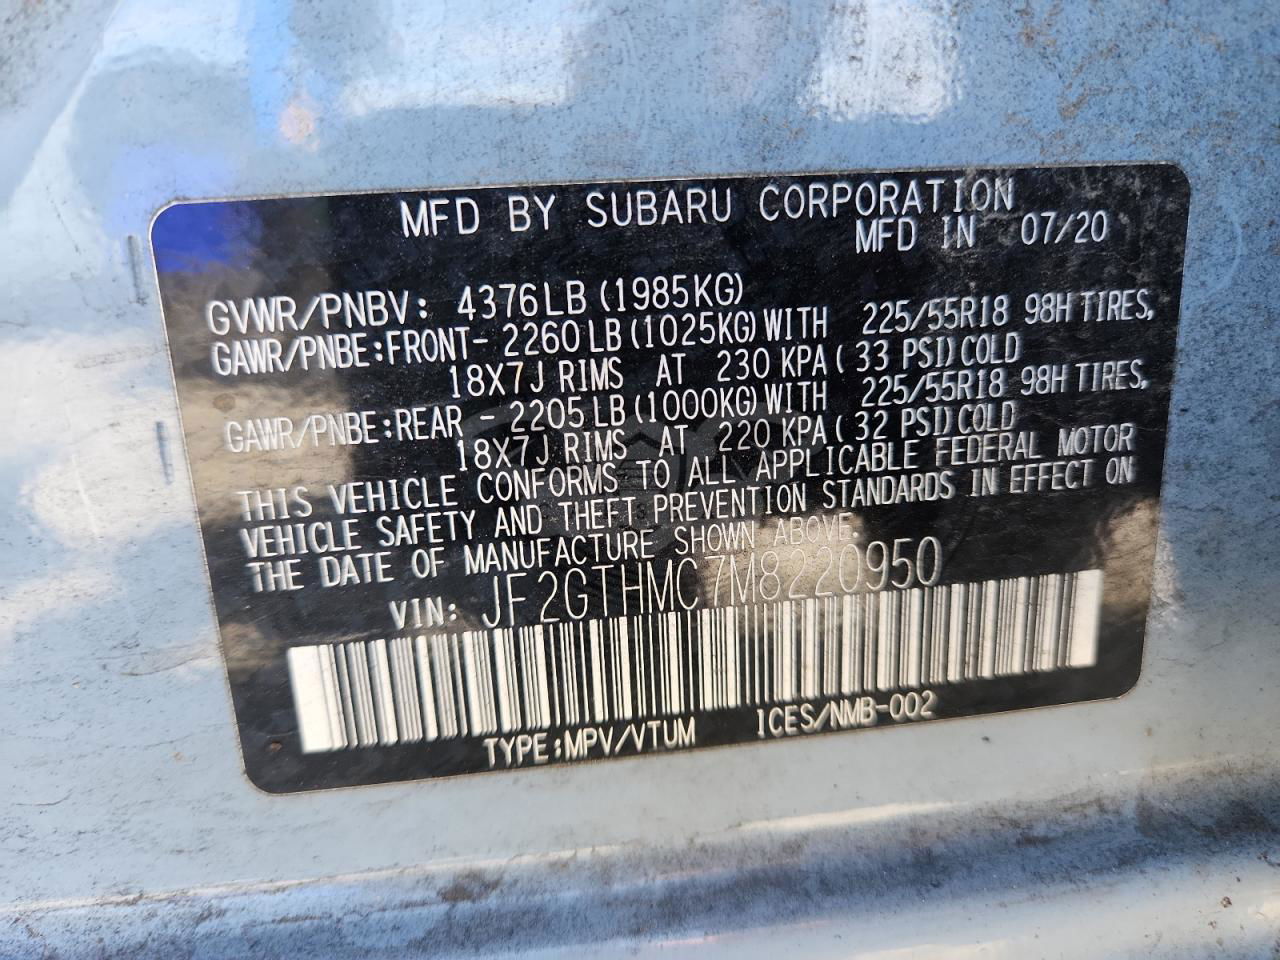 MFD BY SUBARU CORPORATION
MFD IN 07/20
GVWR/PNBV: 4376LB(1985KG)
GAWR/PNBE:FRONT-2260LB(1025KG)WITH 225/55R18 98H TIRES,
18X7J RIMS AT 230 KPA(33 PSI)COLD
GAWR/PNBE:REAR -2205LB(1000KG)WITH 225/55R18 98H TIRES,
18X7J RIMS AT 220 KPA(32 PSI)COLD
THIS VEHICLE CONFORMS TO ALL APPLICABLE FEDERAL MOTOR
VEHICLE SAFETY AND THEFT PREVENTION STANDARDS IN EFFECT ON
THE DATE OF MANUFACTURE SHOWN ABOVE.
VIN: JF2GTHMC7M8220950
TYPE:MPV/VTUM ICES/NMB-002